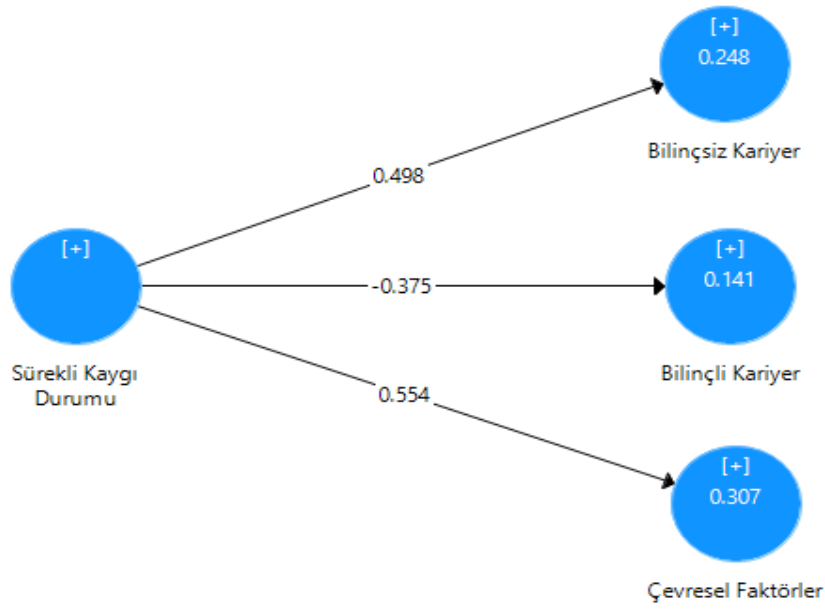 [+]
0.248
Bilinçsiz Kariyer
0.498
[+]
Sürekli Kaygı
Durumu
-0.375
[+]
0.141
Bilinçli Kariyer
0.554
[+]
0.307
Çevresel Faktörler